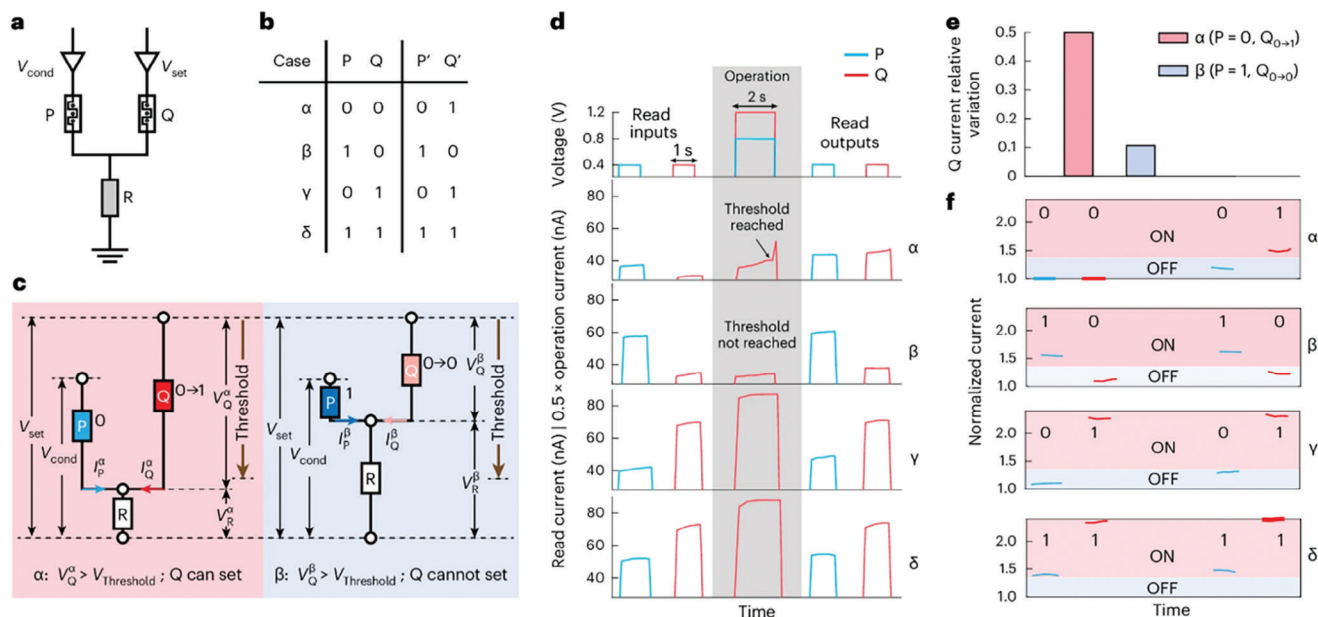 a
V_cond
V_set
P
Q
R
b
Case P Q P' Q'
α 0 0 0 1
β 1 0 1 0
γ 0 1 0 1
δ 1 1 1 1
c
V_set
V_cond
P
0
Q
0→1
V_Q^α
Threshold
I_P^α
I_Q^α
R
V_R^α
α: V_Q^α > V_Threshold ; Q can set
V_set
V_cond
P
1
Q
0→0
V_Q^β
Threshold
I_P^β
I_Q^β
R
V_R^β
β: V_Q^β > V_Threshold ; Q cannot set
d
P
Q
Operation
2 s
Read
inputs
1 s
Read
outputs
Voltage (V)
1.2
0.8
0.4
Read current (nA) | 0.5 × operation current (nA)
80
60
40
Threshold
reached
α
80
60
40
Threshold
not reached
β
80
60
40
γ
80
60
40
δ
Time
e
Q current relative
variation
0.5
0.4
0.3
0.2
0.1
0
α (P = 0, Q_0→1)
β (P = 1, Q_0→0)
f
Normalized current
2.0
1.5
1.0
0 0 0 1
ON
OFF
α
2.0
1.5
1.0
1 0 1 0
ON
OFF
β
2.0
1.5
1.0
0 1 0 1
ON
OFF
γ
2.0
1.5
1.0
1 1 1 1
ON
OFF
δ
Time